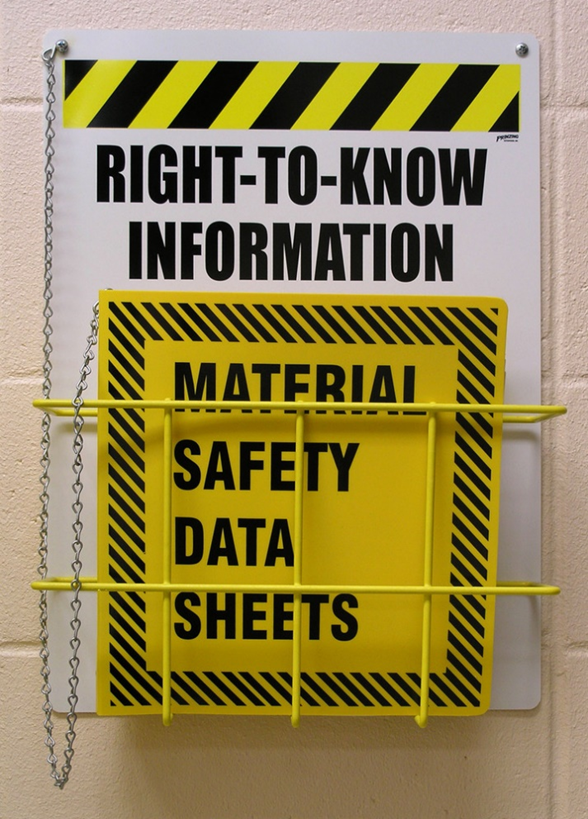 RIGHT-TO-KNOW
INFORMATION
MATERIAL
SAFETY
DATA
SHEETS